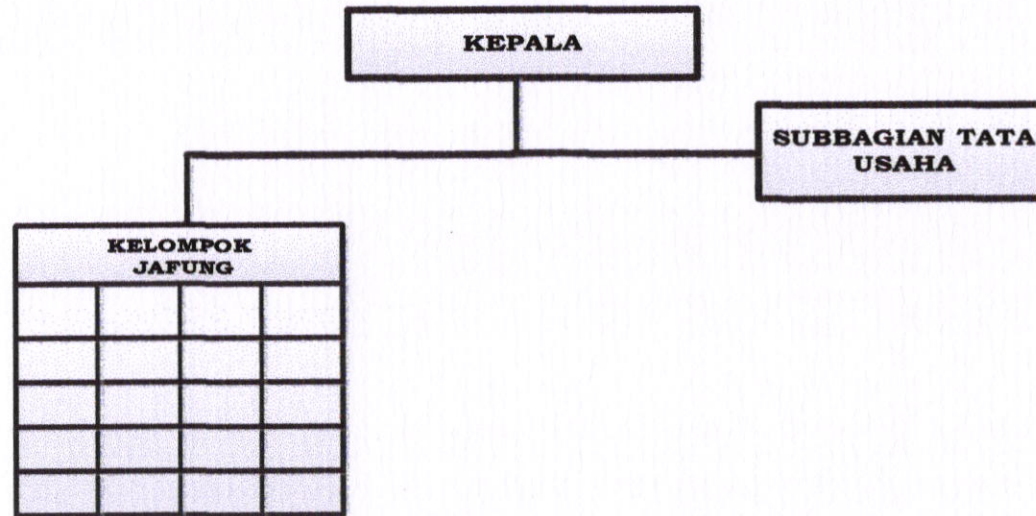 KEPALA
SUBBAGIAN TATA
USAHA
KELOMPOK
JAFUNG